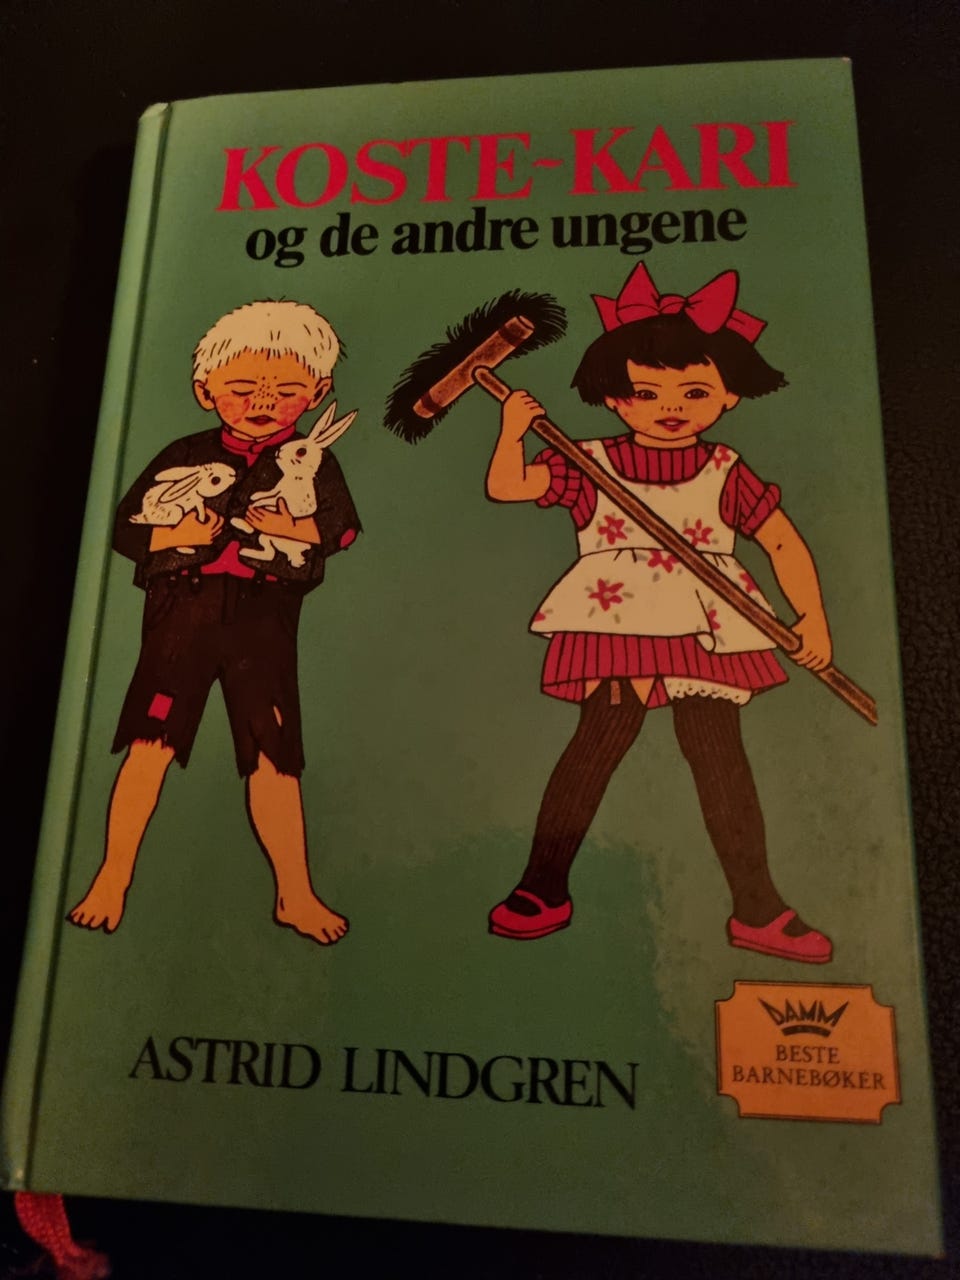 KOSTE-KARI
og de andre ungene
ASTRID LINDGREN
DAMM
BESTE
BARNEBØKER